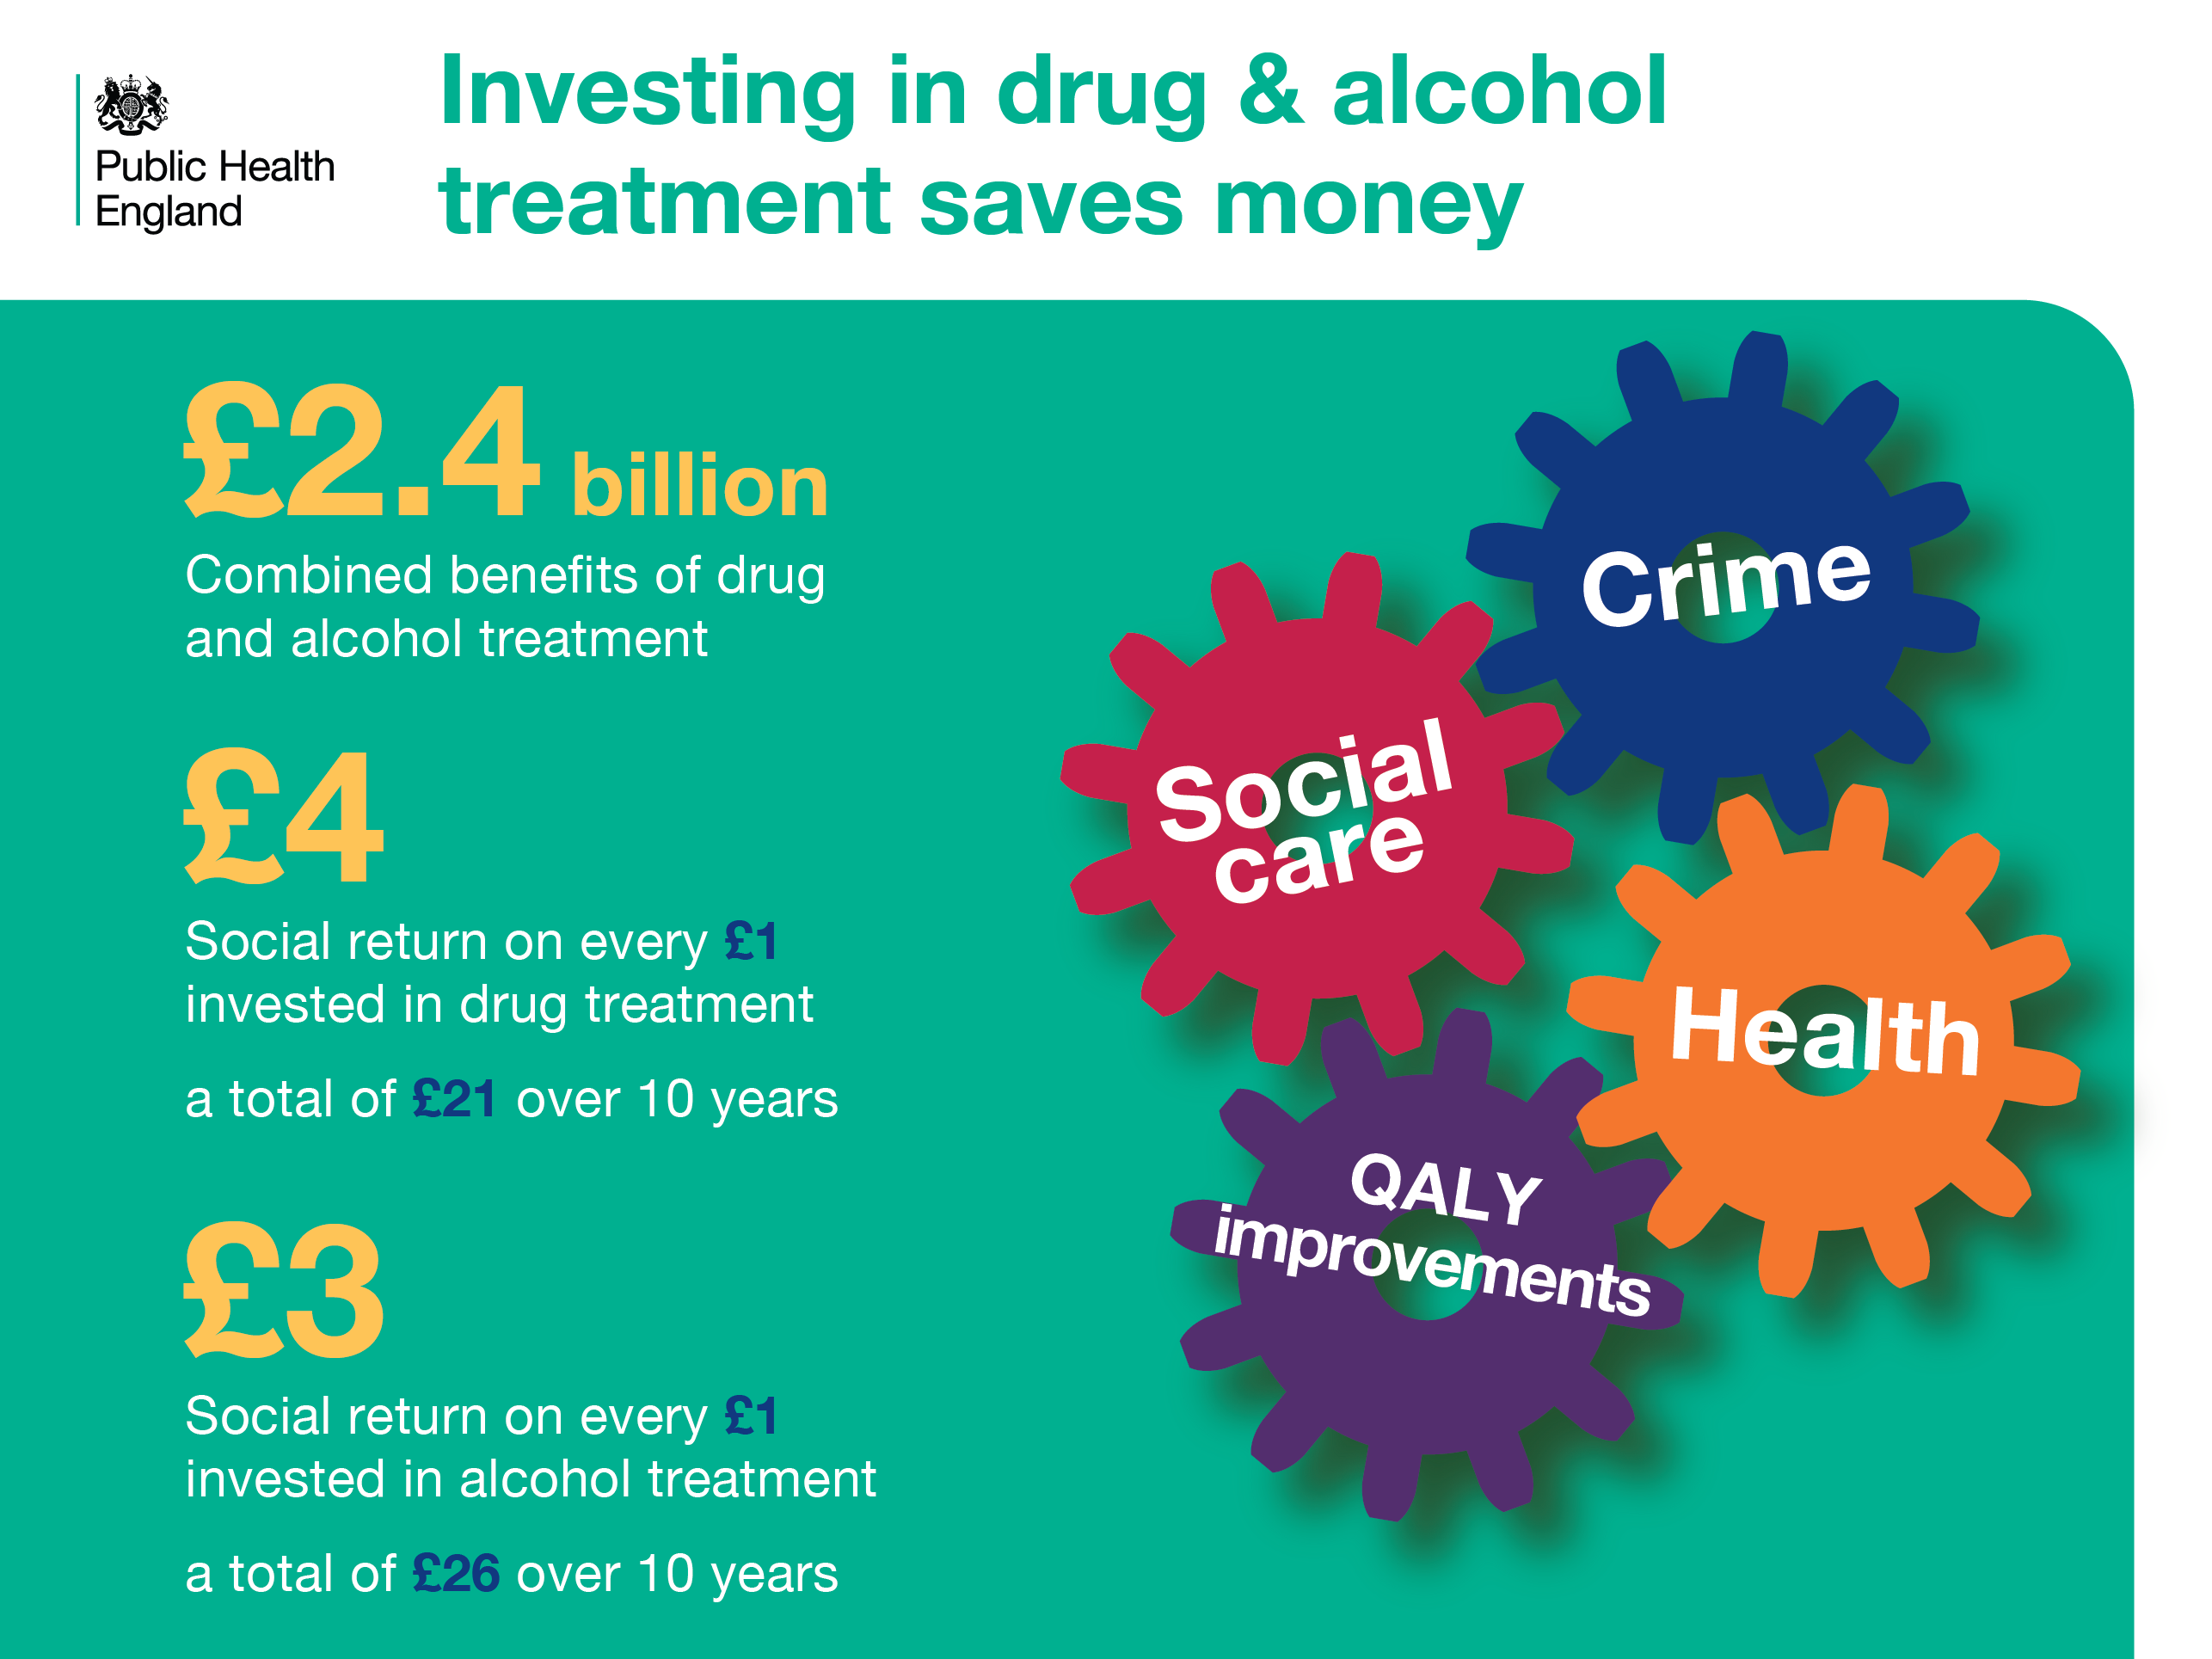 Public Health
England
Investing in drug & alcohol
treatment saves money
£2.4 billion
Combined benefits of drug
and alcohol treatment
£4
Social return on every £1
invested in drug treatment
a total of £21 over 10 years
£3
Social return on every £1
invested in alcohol treatment
a total of £26 over 10 years
Crime
Social
care
Health
QALY
improvements